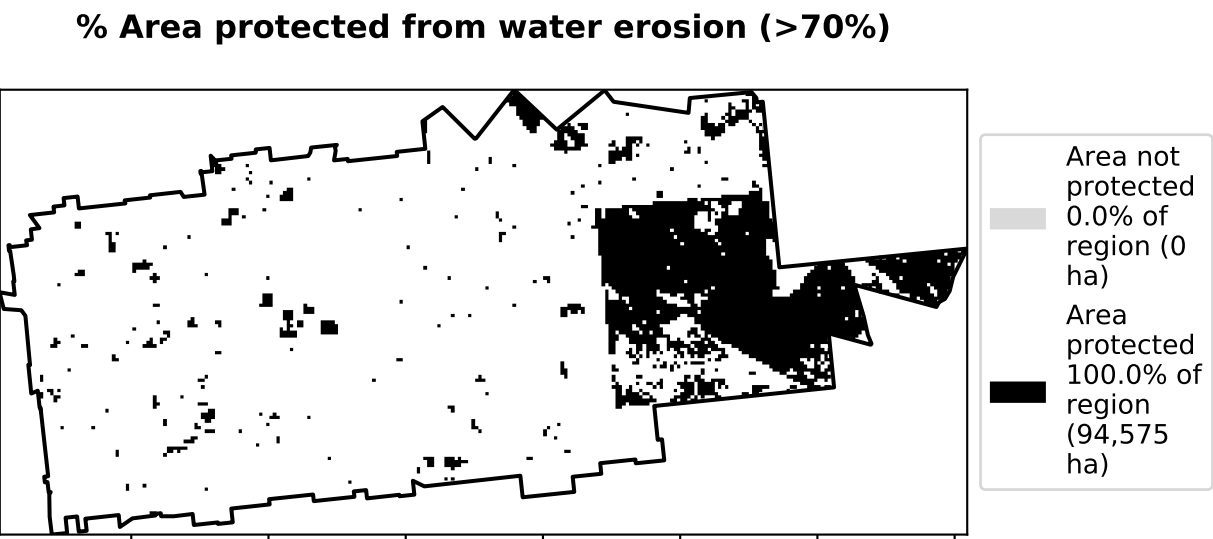 % Area protected from water erosion (>70%)
Area not
protected
0.0% of
region (0
ha)
Area
protected
100.0% of
region
(94,575
ha)